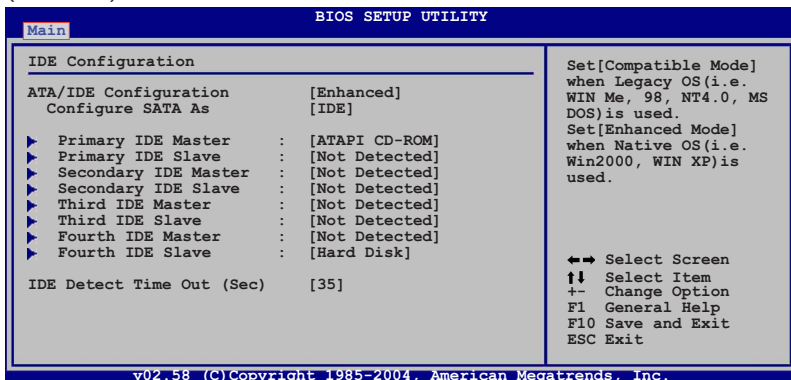 BIOS SETUP UTILITY
Main
IDE Configuration
ATA/IDE Configuration [Enhanced]
Configure SATA As [IDE]
Primary IDE Master : [ATAPI CD-ROM]
Primary IDE Slave : [Not Detected]
Secondary IDE Master : [Not Detected]
Secondary IDE Slave : [Not Detected]
Third IDE Master : [Not Detected]
Third IDE Slave : [Not Detected]
Fourth IDE Master : [Not Detected]
Fourth IDE Slave : [Hard Disk]
IDE Detect Time Out (Sec) [35]
Set[Compatible Mode]
when Legacy OS(i.e.
WIN Me, 98, NT4.0, MS
DOS)is used.
Set[Enhanced Mode]
when Native OS(i.e.
Win2000, WIN XP)is
used.
←→ Select Screen
↑↓ Select Item
+- Change Option
F1 General Help
F10 Save and Exit
ESC Exit
v02.58 (C)Copyright 1985-2004, American Megatrends, Inc.